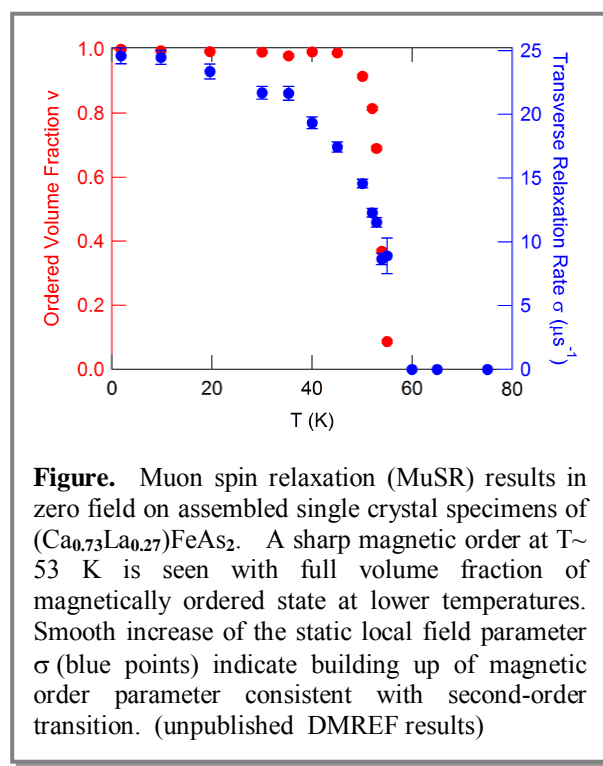 1.0
0.8
0.6
0.4
0.2
0.0
Ordered Volume Fraction v
25
20
15
10
5
0
Transverse Relaxation Rate σ (μs⁻¹)
0 20 40 60 80
T (K)
Figure. Muon spin relaxation (MuSR) results in
zero field on assembled single crystal specimens of
(Ca₀.₇₃La₀.₂₇)FeAs₂. A sharp magnetic order at T~
53 K is seen with full volume fraction of
magnetically ordered state at lower temperatures.
Smooth increase of the static local field parameter
σ (blue points) indicate building up of magnetic
order parameter consistent with second-order
transition. (unpublished DMREF results)